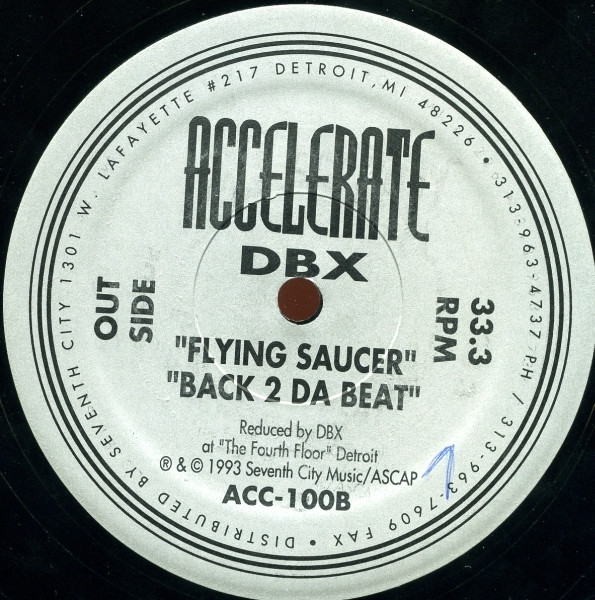 SEVENTH CITY 1301 W. LAFAYETTE #217 DETROIT, MI 48226 • 313-963-4737 PH / 313-963-7609 FAX • DISTRIBUTED BY
ACCELERATE
DBX
OUT
SIDE
33.3
RPM
"FLYING SAUCER"
"BACK 2 DA BEAT"
Reduced by DBX
at "The Fourth Floor" Detroit
℗ & © 1993 Seventh City Music/ASCAP
ACC-100B
1